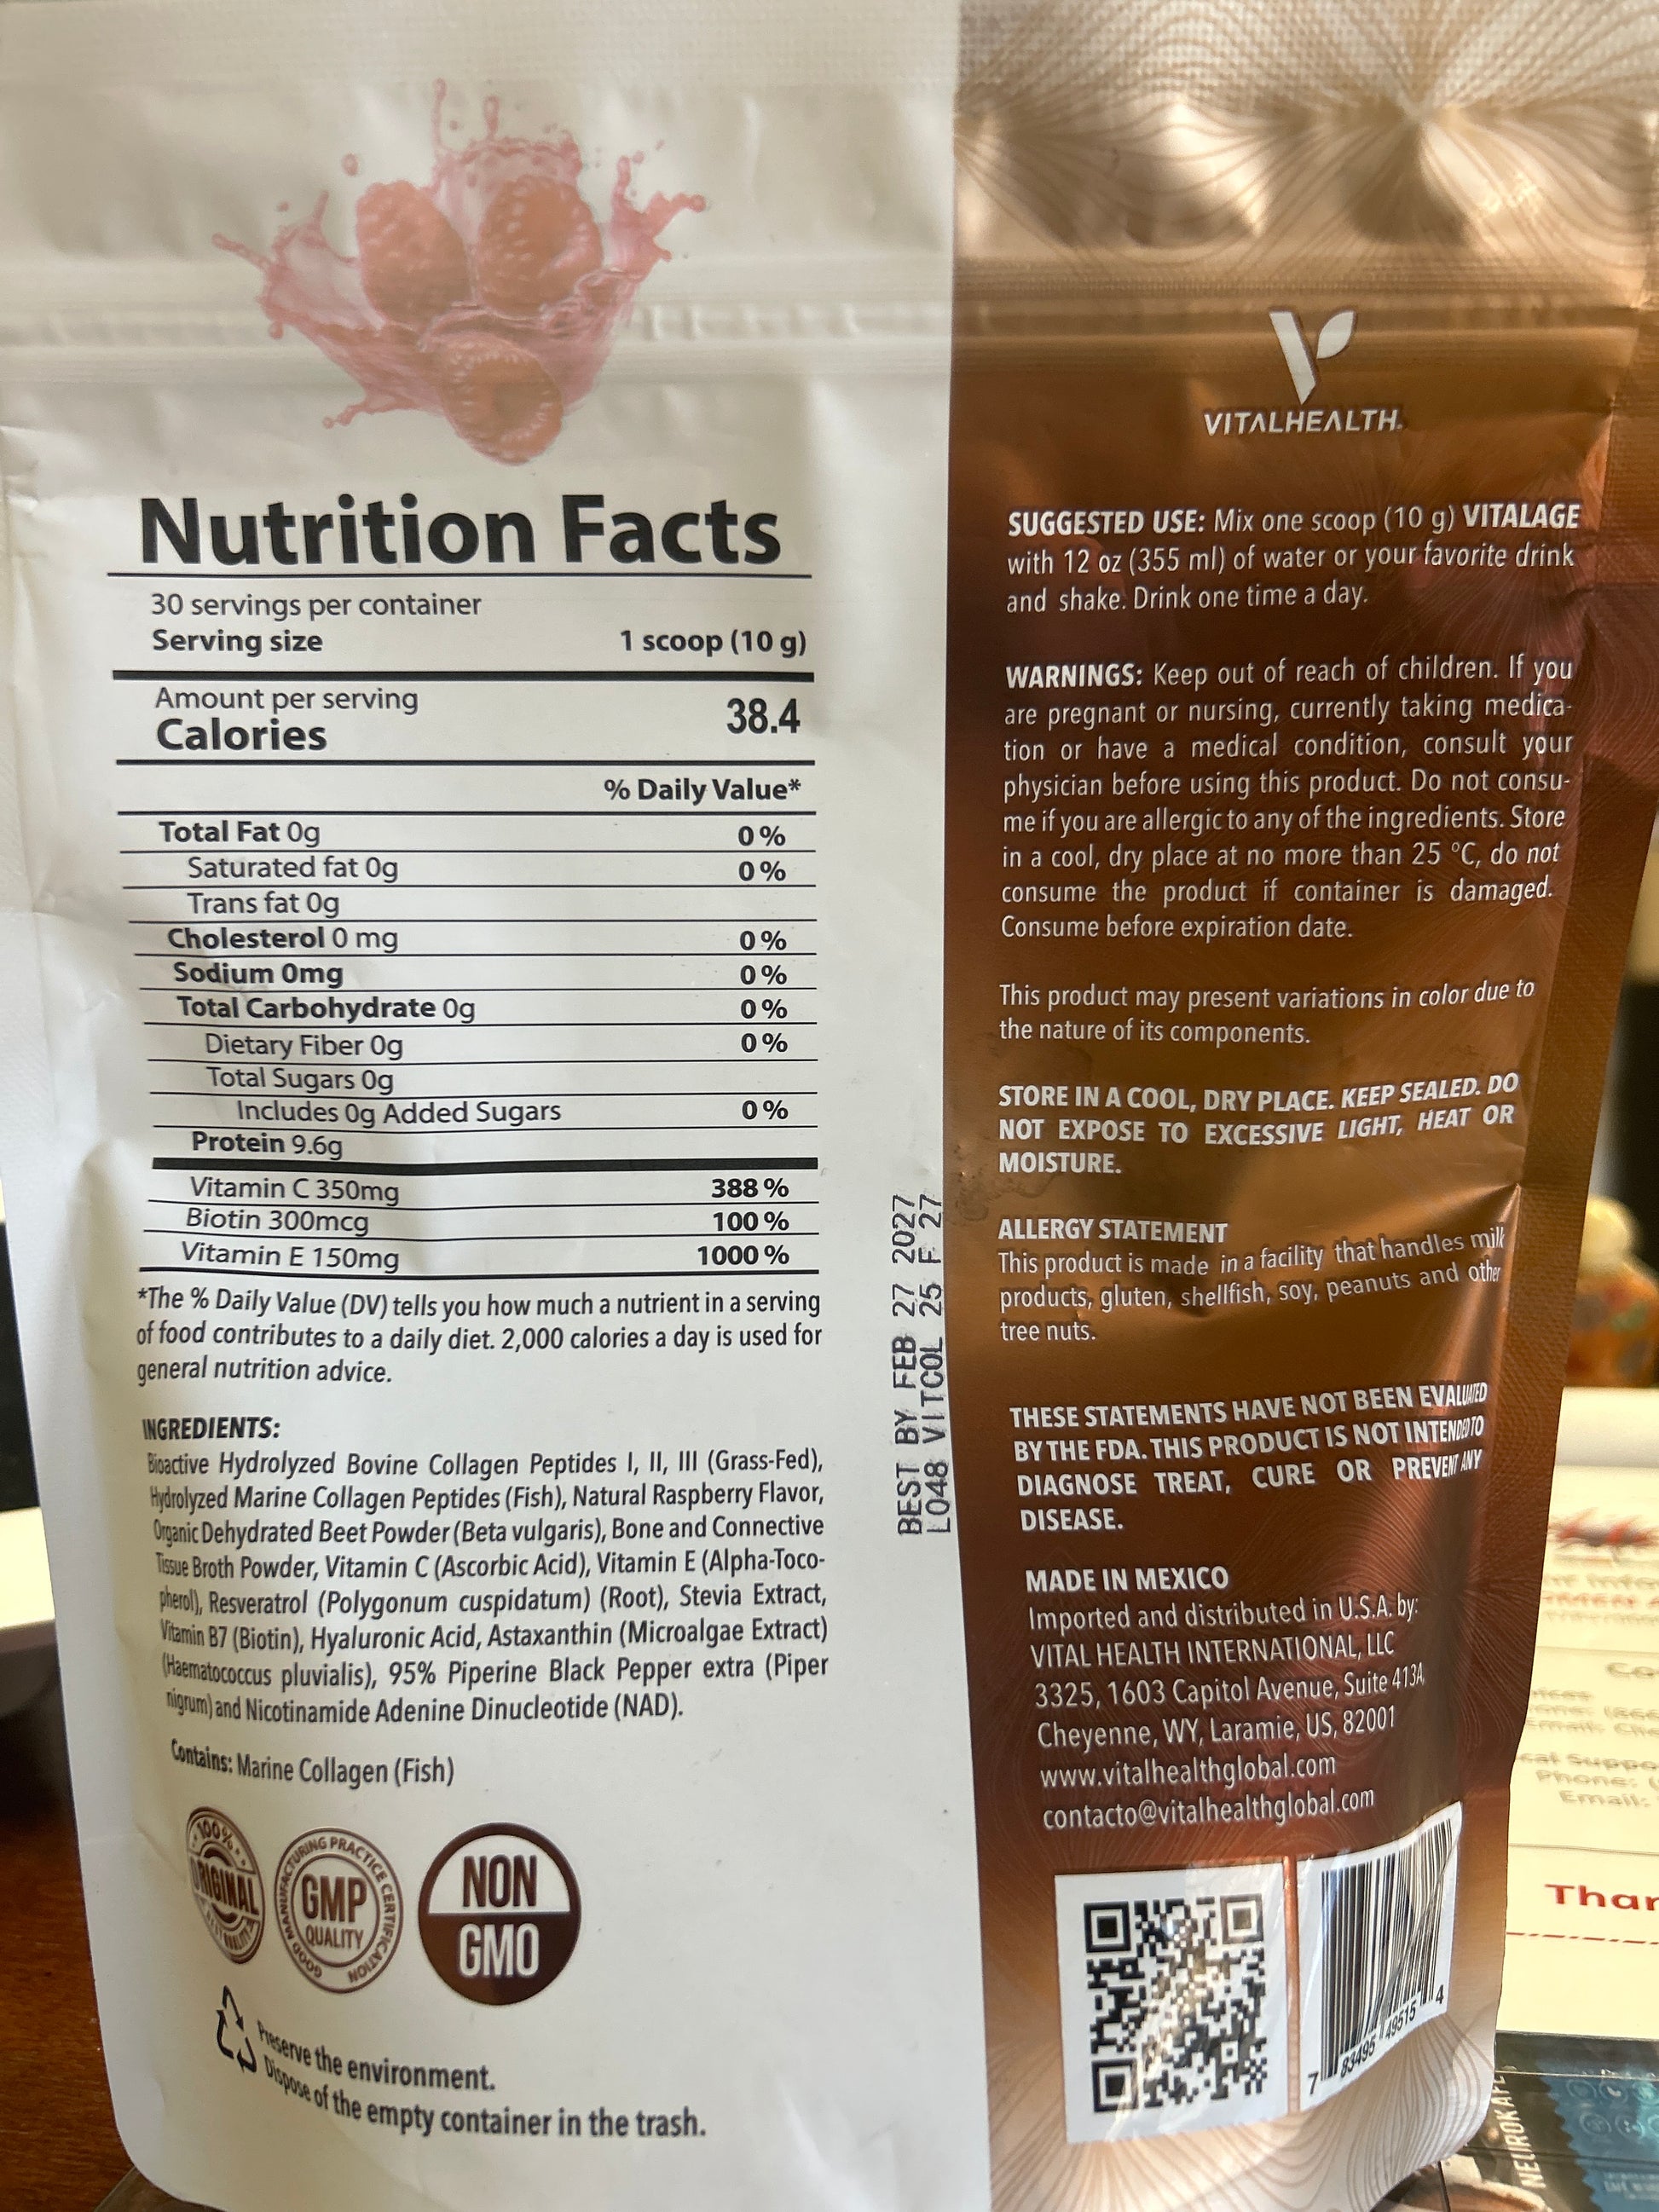 Nutrition Facts
30 servings per container
Serving size 1 scoop (10 g)
Amount per serving
Calories 38.4
% Daily Value*
Total Fat 0g 0 %
Saturated fat 0g 0 %
Trans fat 0g
Cholesterol 0 mg 0 %
Sodium 0mg 0 %
Total Carbohydrate 0g 0 %
Dietary Fiber 0g 0 %
Total Sugars 0g
Includes 0g Added Sugars 0 %
Protein 9.6g
Vitamin C 350mg 388 %
Biotin 300mcg 100 %
Vitamin E 150mg 1000 %
*The % Daily Value (DV) tells you how much a nutrient in a serving
of food contributes to a daily diet. 2,000 calories a day is used for
general nutrition advice.
INGREDIENTS:
Bioactive Hydrolyzed Bovine Collagen Peptides I, II, III (Grass-Fed),
Hydrolyzed Marine Collagen Peptides (Fish), Natural Raspberry Flavor,
Organic Dehydrated Beet Powder (Beta vulgaris), Bone and Connective
Tissue Broth Powder, Vitamin C (Ascorbic Acid), Vitamin E (Alpha-Toco-
pherol), Resveratrol (Polygonum cuspidatum) (Root), Stevia Extract,
Vitamin B7 (Biotin), Hyaluronic Acid, Astaxanthin (Microalgae Extract)
(Haematococcus pluvialis), 95% Piperine Black Pepper extra (Piper
nigrum) and Nicotinamide Adenine Dinucleotide (NAD).
Contains: Marine Collagen (Fish)
100%
ORIGINAL
QUALITY
GOOD MANUFACTURING PRACTICE CERTIFICATION
GMP
QUALITY
NON
GMO
Preserve the environment.
Dispose of the empty container in the trash.
BEST BY FEB 27 2027
L048 VITCOL 25 F 27
VITALHEALTH.
SUGGESTED USE: Mix one scoop (10 g) VITALAGE
with 12 oz (355 ml) of water or your favorite drink
and shake. Drink one time a day.
WARNINGS: Keep out of reach of children. If you
are pregnant or nursing, currently taking medica-
tion or have a medical condition, consult your
physician before using this product. Do not consu-
me if you are allergic to any of the ingredients. Store
in a cool, dry place at no more than 25 °C, do not
consume the product if container is damaged.
Consume before expiration date.
This product may present variations in color due to
the nature of its components.
STORE IN A COOL, DRY PLACE. KEEP SEALED. DO
NOT EXPOSE TO EXCESSIVE LIGHT, HEAT OR
MOISTURE.
ALLERGY STATEMENT
This product is made in a facility that handles milk
products, gluten, shellfish, soy, peanuts and other
tree nuts.
THESE STATEMENTS HAVE NOT BEEN EVALUATED
BY THE FDA. THIS PRODUCT IS NOT INTENDED TO
DIAGNOSE TREAT, CURE OR PREVENT ANY
DISEASE.
MADE IN MEXICO
Imported and distributed in U.S.A. by:
VITAL HEALTH INTERNATIONAL, LLC
3325, 1603 Capitol Avenue, Suite 413A,
Cheyenne, WY, Laramie, US, 82001
www.vitalhealthglobal.com
contacto@vitalhealthglobal.com
7 83495 49515 4
Phone:
Email:
NEUROKAFE